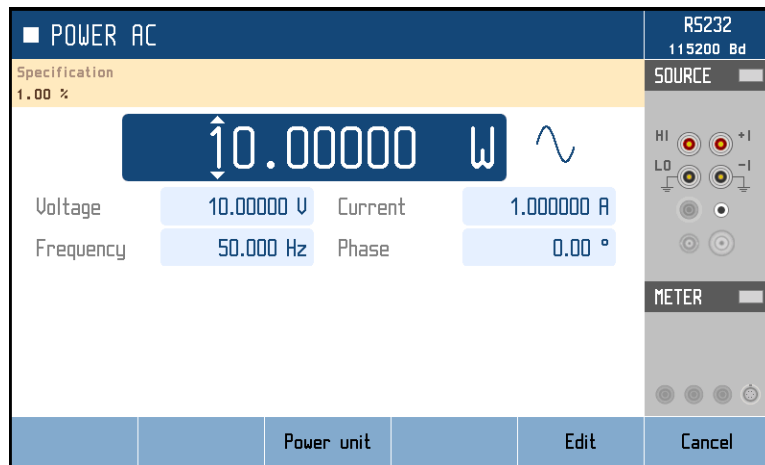 POWER AC
RS232
115200 Bd
Specification
1.00 %
SOURCE
10.00000 W
HI +I
LO -I
Voltage 10.00000 V Current 1.000000 A
Frequency 50.000 Hz Phase 0.00 °
METER
Power unit Edit Cancel